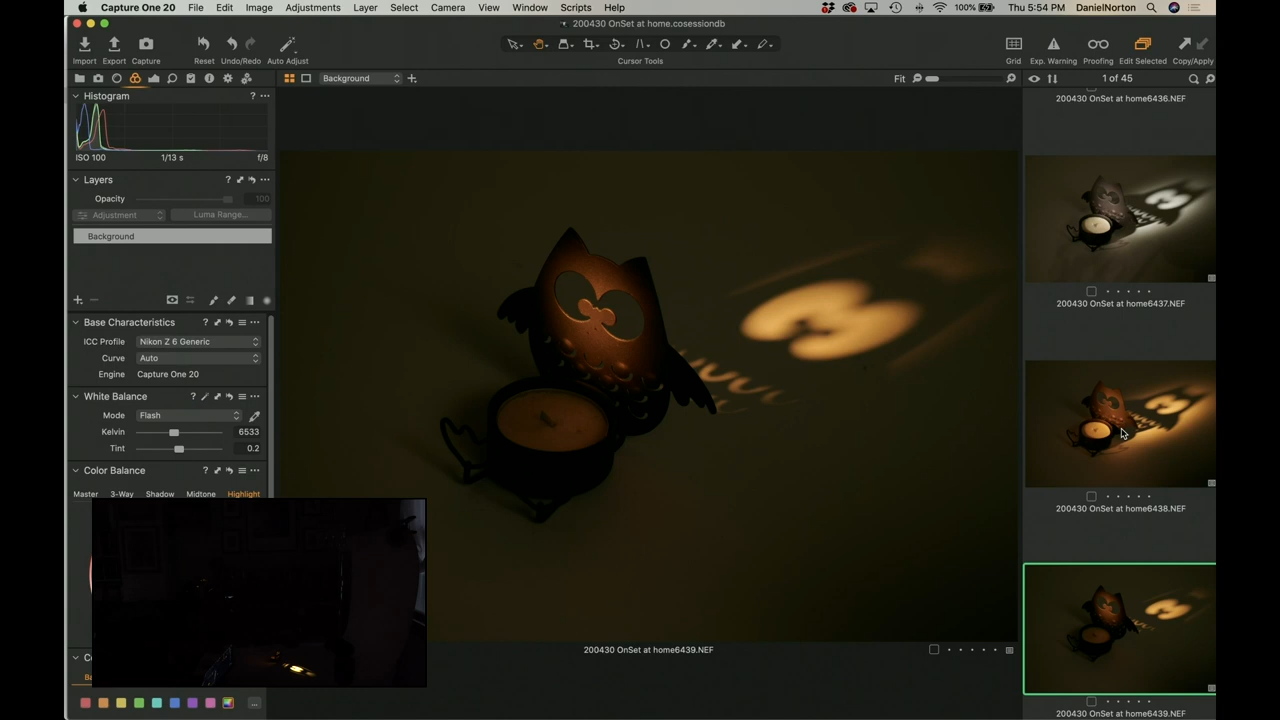 Capture One 20 File Edit Image Adjustments Layer Select Camera View Window Scripts Help 100% Thu 5:54 PM DanielNorton
200430 OnSet at home.cosessiondb
Import Export Capture Reset Undo/Redo Auto Adjust Cursor Tools Grid Exp. Warning Proofing Edit Selected Copy/Apply
Background Fit 1 of 45
Histogram ?
ISO 100 1/13 s f/8
Layers ?
Opacity 100
Adjustment Luma Range...
Background
Base Characteristics ?
ICC Profile Nikon Z 6 Generic
Curve Auto
Engine Capture One 20
White Balance ?
Mode Flash
Kelvin 6533
Tint 0.2
Color Balance ?
Master 3-Way Shadow Midtone Highlight
200430 OnSet at home6439.NEF
200430 OnSet at home6436.NEF
200430 OnSet at home6437.NEF
200430 OnSet at home6438.NEF
200430 OnSet at home6439.NEF